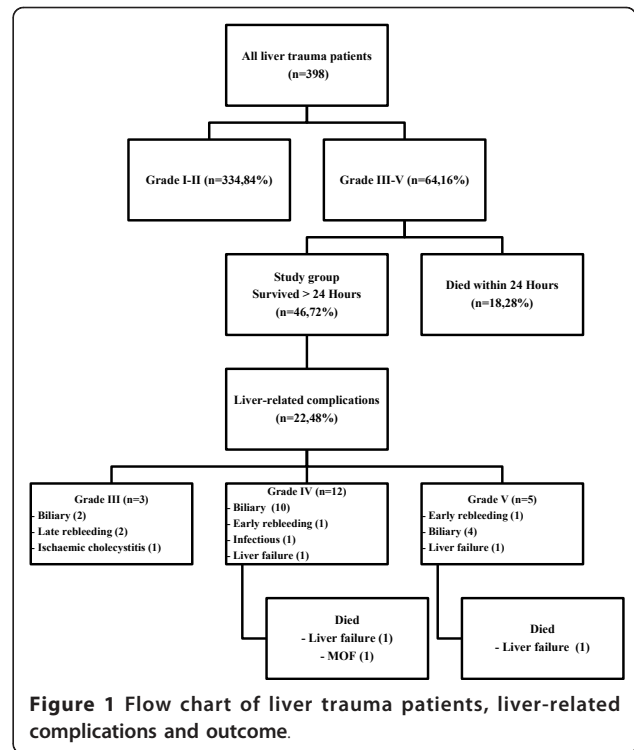 All liver trauma patients
(n=398)
Grade I-II (n=334,84%)
Grade III-V (n=64,16%)
Study group
Survived > 24 Hours
(n=46,72%)
Died within 24 Hours
(n=18,28%)
Liver-related complications
(n=22,48%)
Grade III (n=3)
- Biliary (2)
- Late rebleeding (2)
- Ischaemic cholecystitis (1)
Grade IV (n=12)
- Biliary (10)
- Early rebleeding (1)
- Infectious (1)
- Liver failure (1)
Grade V (n=5)
- Early rebleeding (1)
- Biliary (4)
- Liver failure (1)
Died
- Liver failure (1)
- MOF (1)
Died
- Liver failure (1)
Figure 1 Flow chart of liver trauma patients, liver-related
complications and outcome.